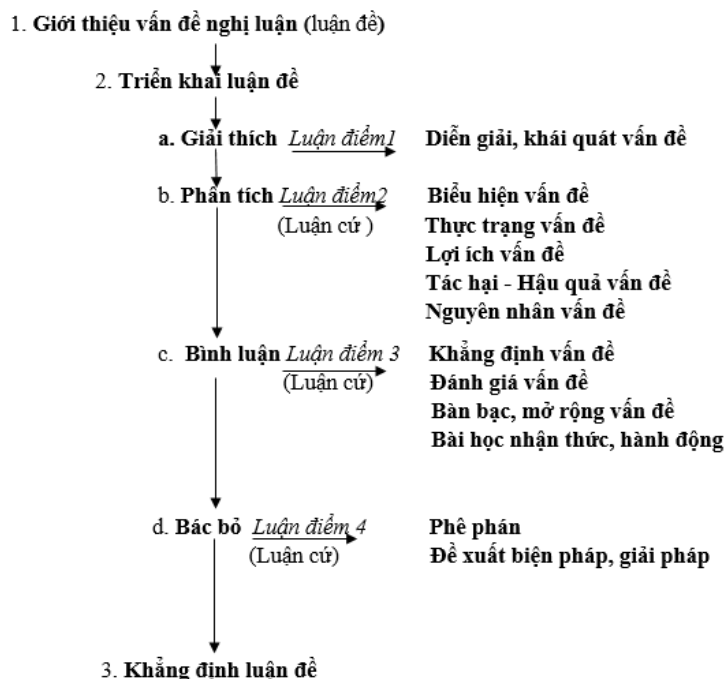 1. Giới thiệu vấn đề nghị luận (luận đề)
2. Triển khai luận đề
a. Giải thích Luận điểm1 Diễn giải, khái quát vấn đề
b. Phân tích Luận điểm2 Biểu hiện vấn đề
(Luận cứ ) Thực trạng vấn đề
Lợi ích vấn đề
Tác hại - Hậu quả vấn đề
Nguyên nhân vấn đề
c. Bình luận Luận điểm 3 Khẳng định vấn đề
(Luận cứ) Đánh giá vấn đề
Bàn bạc, mở rộng vấn đề
Bài học nhận thức, hành động
d. Bác bỏ Luận điểm 4 Phê phán
(Luận cứ) Đề xuất biện pháp, giải pháp
3. Khẳng định luận đề